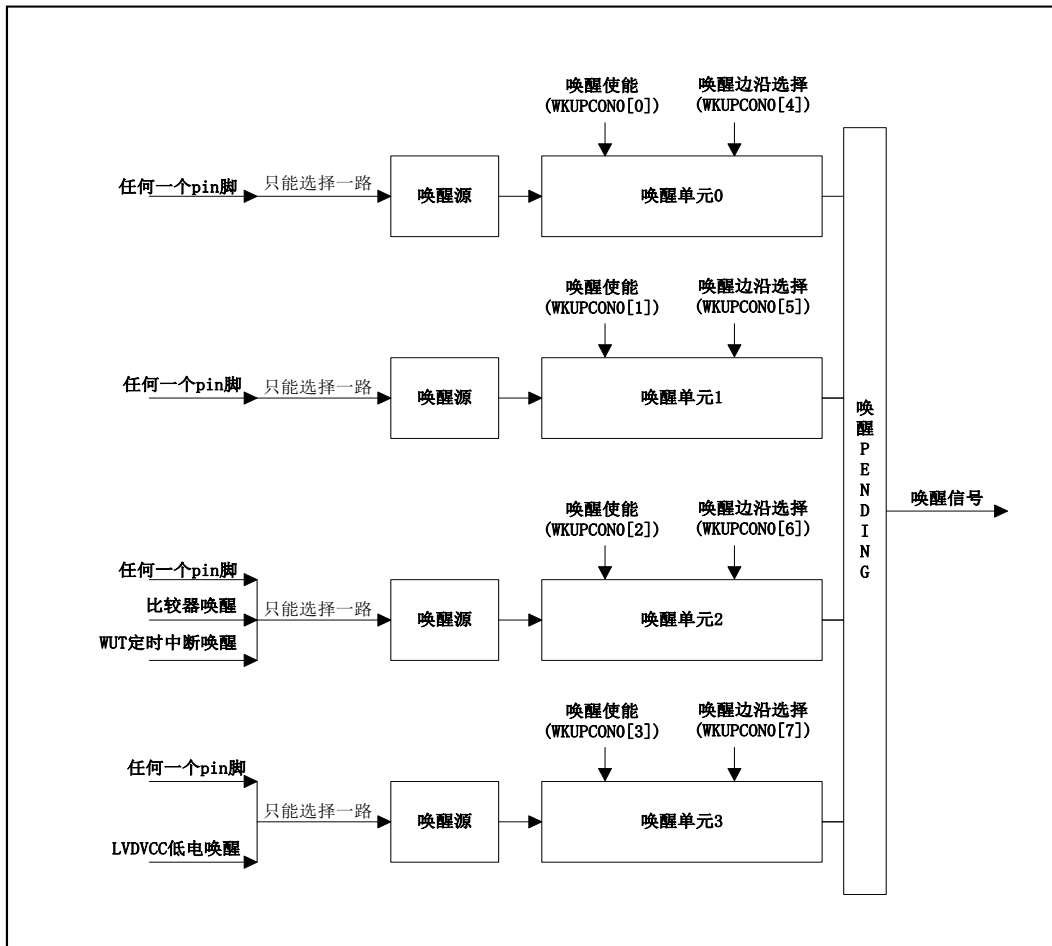 唤醒使能
(WKUPCON0[0])
唤醒边沿选择
(WKUPCON0[4])
任何一个pin脚
只能选择一路
唤醒源
唤醒单元0
唤醒使能
(WKUPCON0[1])
唤醒边沿选择
(WKUPCON0[5])
任何一个pin脚
只能选择一路
唤醒源
唤醒单元1
唤醒使能
(WKUPCON0[2])
唤醒边沿选择
(WKUPCON0[6])
任何一个pin脚
比较器唤醒
WUT定时中断唤醒
只能选择一路
唤醒源
唤醒单元2
唤醒使能
(WKUPCON0[3])
唤醒边沿选择
(WKUPCON0[7])
任何一个pin脚
LVDVCC低电唤醒
只能选择一路
唤醒源
唤醒单元3
唤醒PENDING
唤醒信号